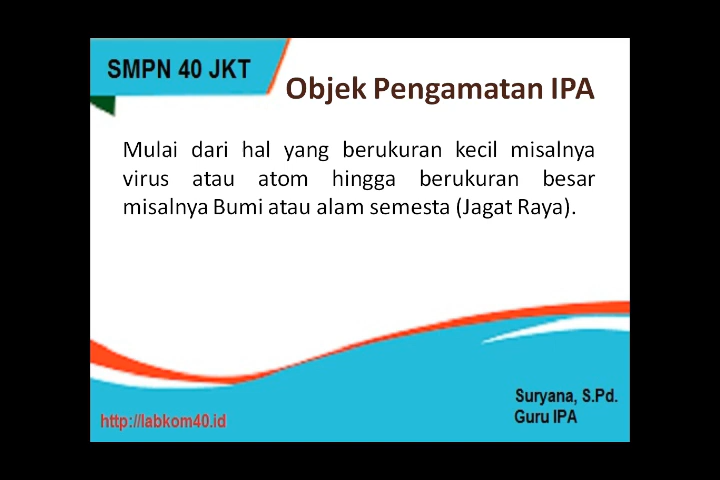 SMPN 40 JKT
Objek Pengamatan IPA
Mulai dari hal yang berukuran kecil misalnya
virus atau atom hingga berukuran besar
misalnya Bumi atau alam semesta (Jagat Raya).
Suryana, S.Pd.
Guru IPA
http://labkom40.id